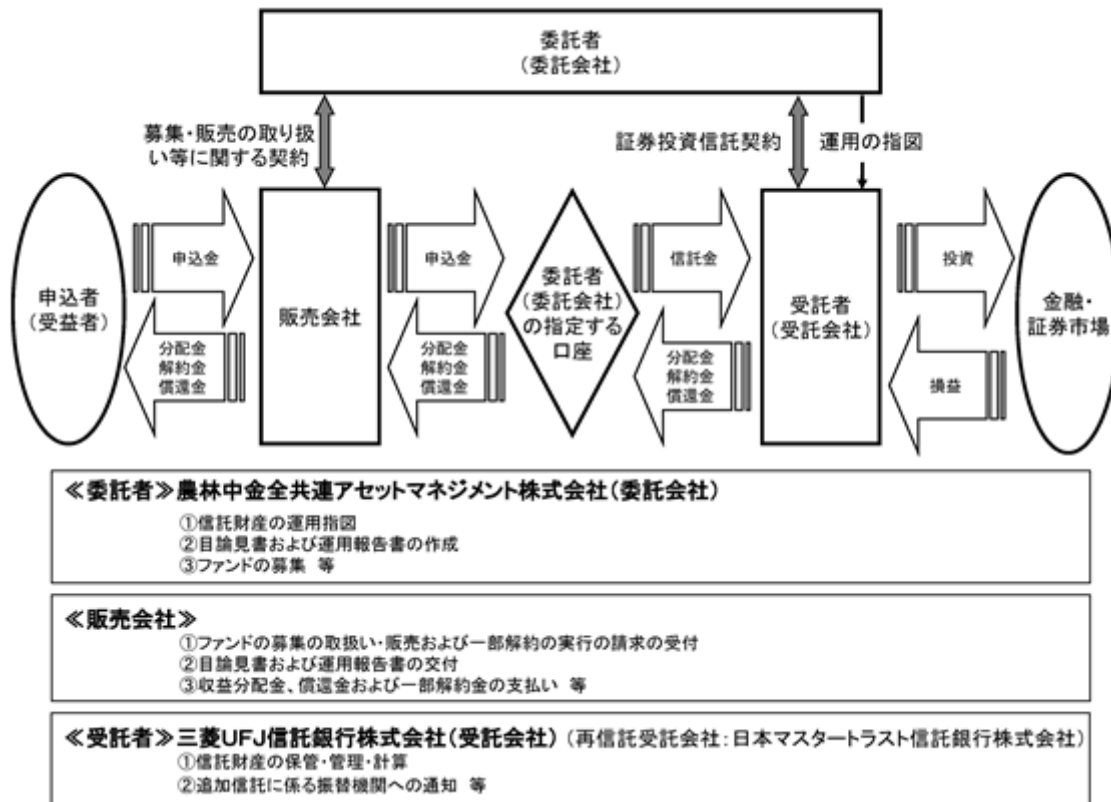 委託者
(委託会社)
募集・販売の取り扱
い等に関する契約
証券投資信託契約
運用の指図
申込者
(受益者)
申込金
分配金
解約金
償還金
販売会社
申込金
分配金
解約金
償還金
委託者
(委託会社)
の指定する
口座
信託金
分配金
解約金
償還金
受託者
(受託会社)
投資
損益
金融・
証券市場
≪委託者≫農林中金全共連アセットマネジメント株式会社(委託会社)
①信託財産の運用指図
②目論見書および運用報告書の作成
③ファンドの募集 等
≪販売会社≫
①ファンドの募集の取扱い・販売および一部解約の実行の請求の受付
②目論見書および運用報告書の交付
③収益分配金、償還金および一部解約金の支払い 等
≪受託者≫三菱UFJ信託銀行株式会社(受託会社) (再信託受託会社:日本マスタートラスト信託銀行株式会社)
①信託財産の保管・管理・計算
②追加信託に係る振替機関への通知 等